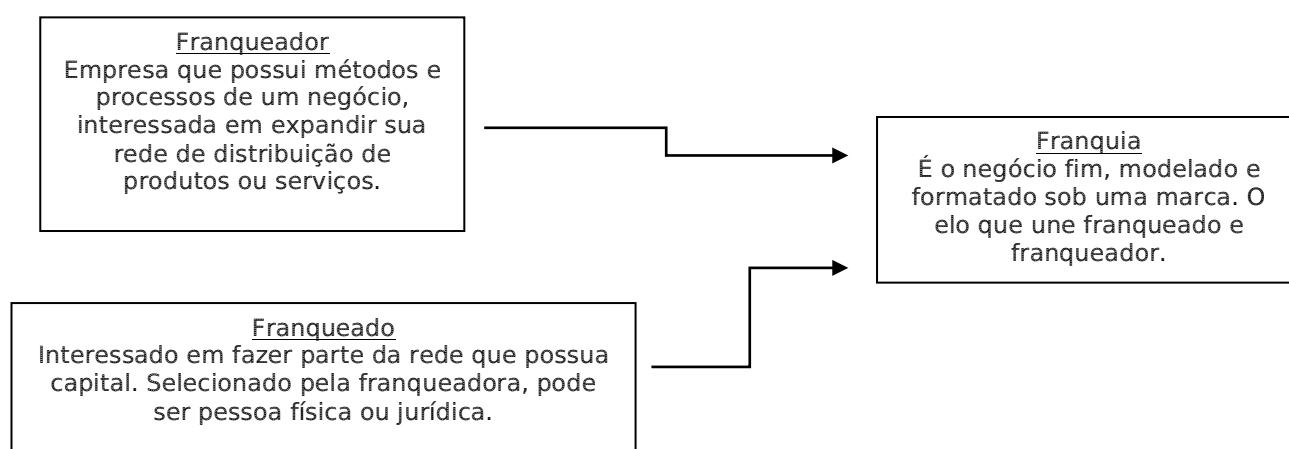 Franqueador
Empresa que possui métodos e
processos de um negócio,
interessada em expandir sua
rede de distribuição de
produtos ou serviços.
Franquia
É o negócio fim, modelado e
formatado sob uma marca. O
elo que une franqueado e
franqueador.
Franqueado
Interessado em fazer parte da rede que possua
capital. Selecionado pela franqueadora, pode
ser pessoa física ou jurídica.